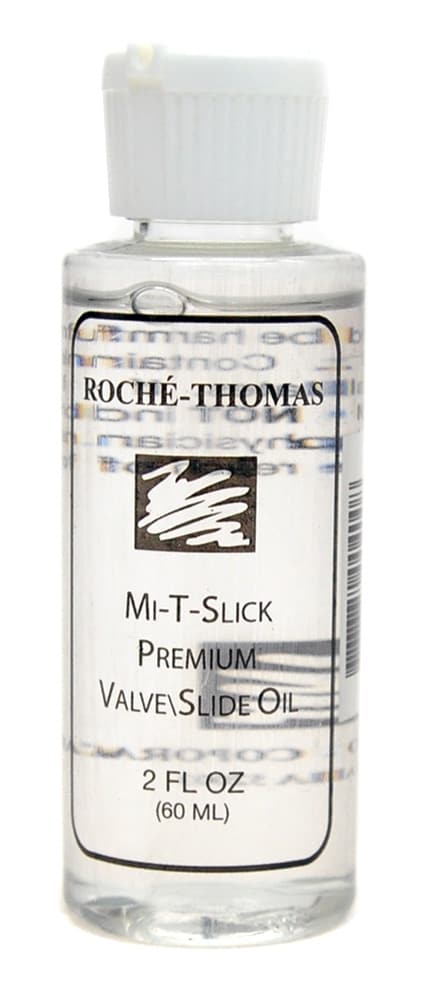 ROCHÉ-THOMAS
MI-T-SLICK
PREMIUM
VALVE\SLIDE OIL
2 FL OZ
(60 ML)